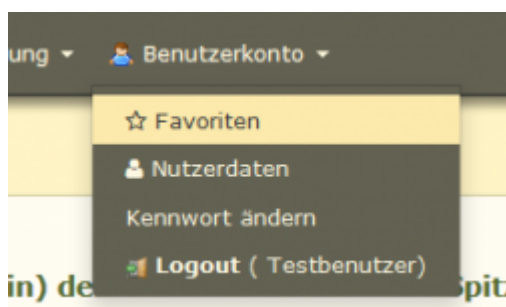 ung Benutzerkonto
Favoriten
Nutzerdaten
Kennwort ändern
Logout ( Testbenutzer)
in) de Spit